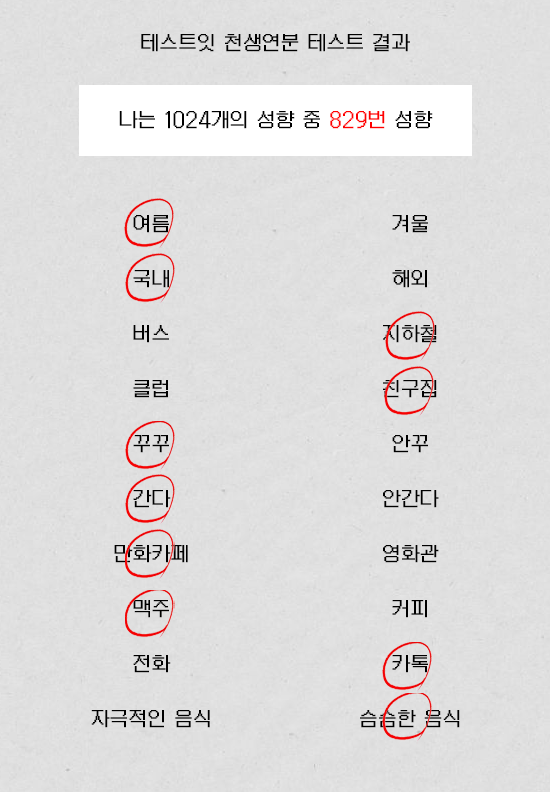 테스트잇 천생연분 테스트 결과
나는 1024개의 성향 중 829번 성향
여름 겨울
국내 해외
버스 지하철
클럽 친구집
꾸꾸 안꾸
간다 안간다
만화카페 영화관
맥주 커피
전화 카톡
자극적인 음식 슴슴한 음식